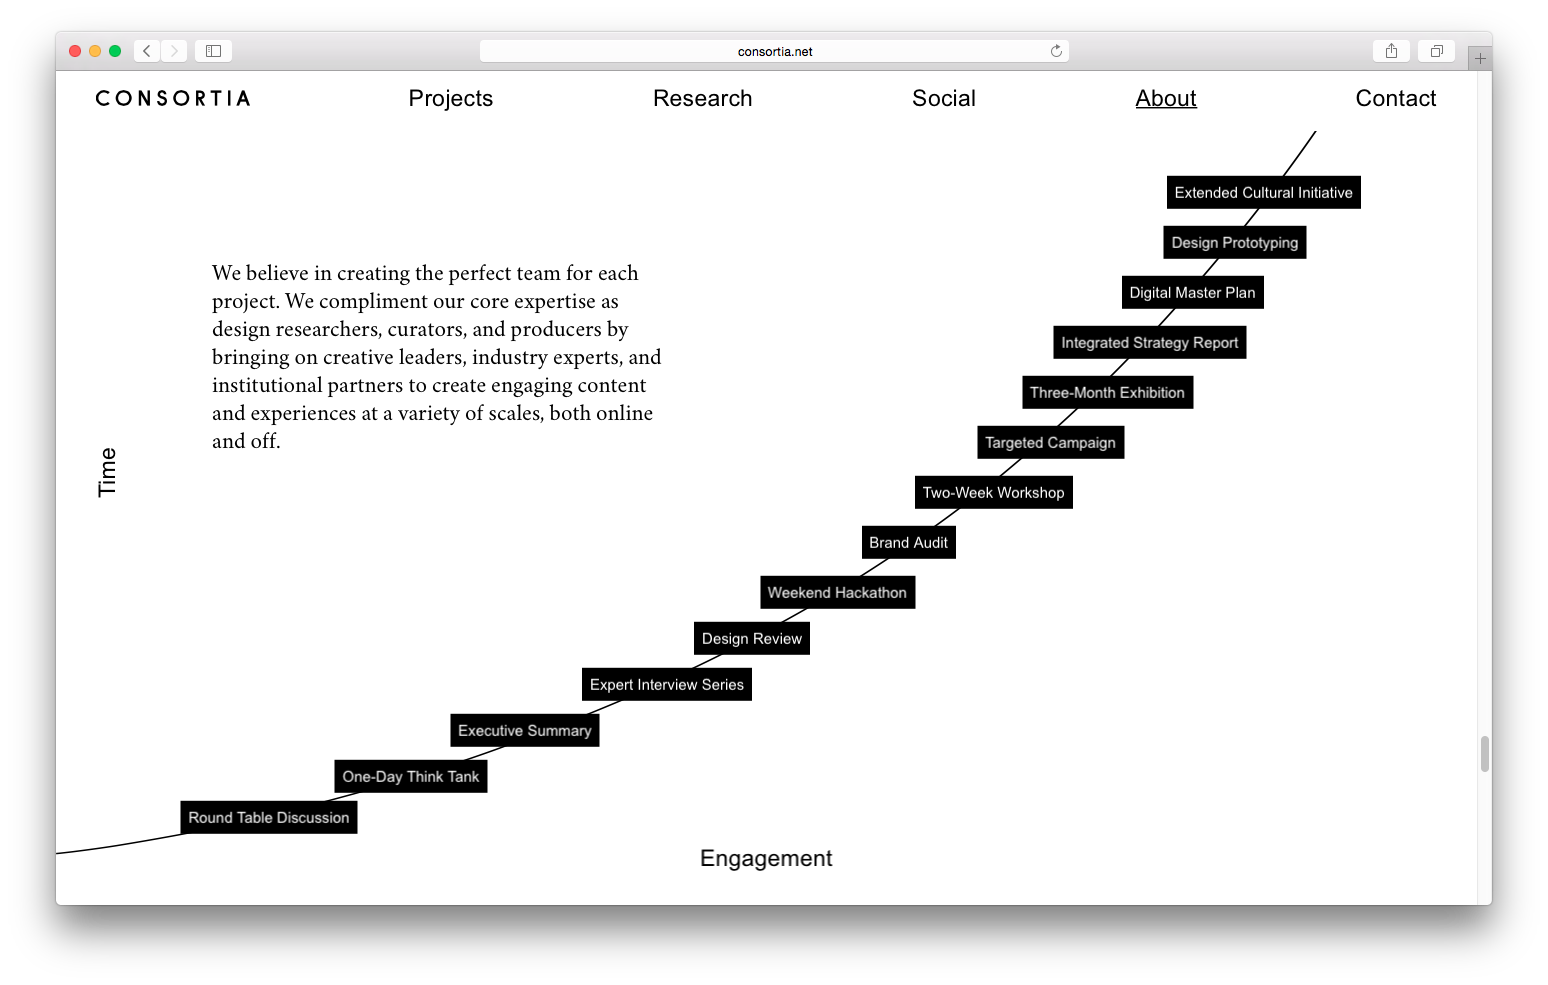 consortia.net
CONSORTIA
Projects
Research
Social
About
Contact
Extended Cultural Initiative
Design Prototyping
Digital Master Plan
Integrated Strategy Report
Three-Month Exhibition
Targeted Campaign
Two-Week Workshop
Brand Audit
Weekend Hackathon
Design Review
Expert Interview Series
Executive Summary
One-Day Think Tank
Round Table Discussion
We believe in creating the perfect team for each
project. We compliment our core expertise as
design researchers, curators, and producers by
bringing on creative leaders, industry experts, and
institutional partners to create engaging content
and experiences at a variety of scales, both online
and off.
Time
Engagement